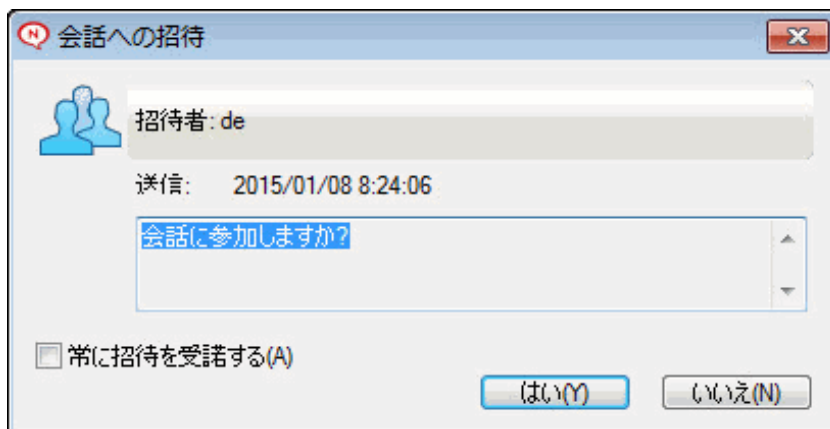 会話への招待
招待者: de
送信: 2015/01/08 8:24:06
会話に参加しますか?
常に招待を受諾する(A)
はい(Y) いいえ(N)